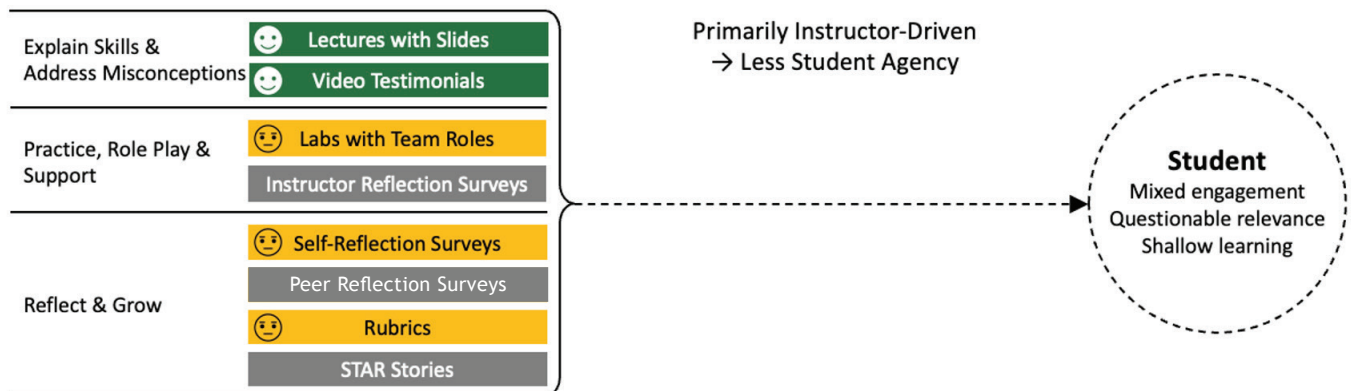 Explain Skills &
Address Misconceptions
Lectures with Slides
Video Testimonials
Practice, Role Play &
Support
Labs with Team Roles
Instructor Reflection Surveys
Reflect & Grow
Self-Reflection Surveys
Peer Reflection Surveys
Rubrics
STAR Stories
Primarily Instructor-Driven
→ Less Student Agency
Student
Mixed engagement
Questionable relevance
Shallow learning